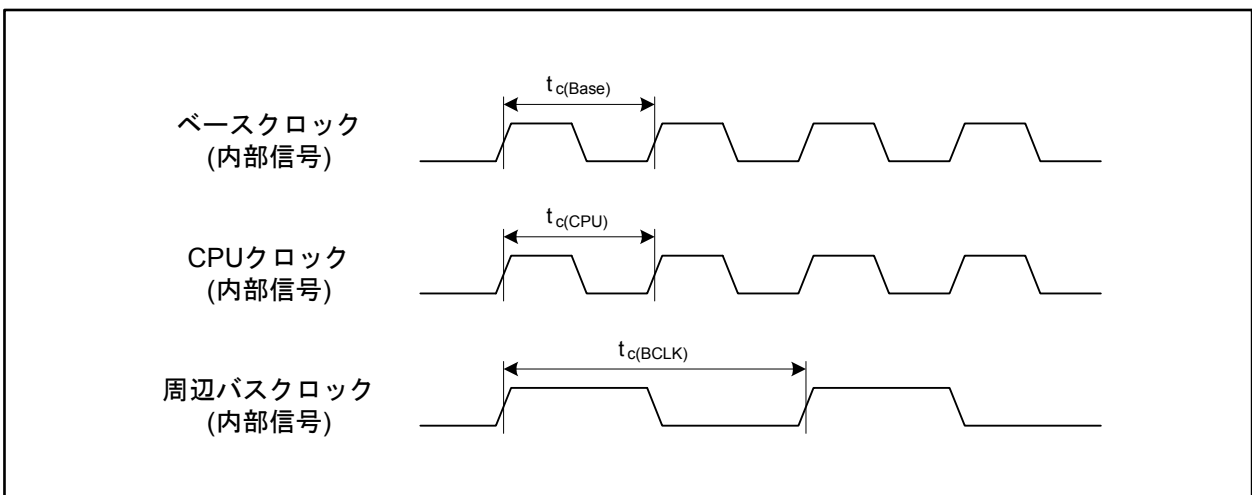 t c(Base)
ベースクロック
(内部信号)
t c(CPU)
CPUクロック
(内部信号)
t c(BCLK)
周辺バスクロック
(内部信号)